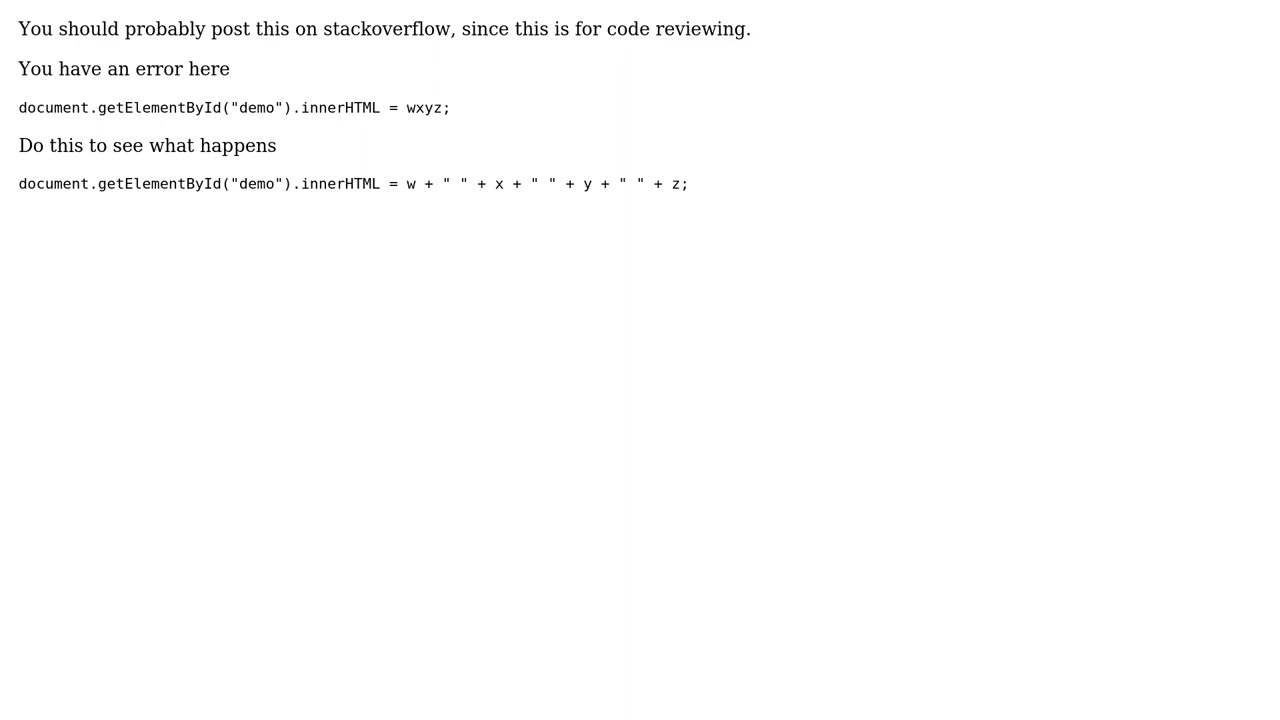 You should probably post this on stackoverflow, since this is for code reviewing.
You have an error here
document.getElementById("demo").innerHTML = wxyz;
Do this to see what happens
document.getElementById("demo").innerHTML = w + " " + x + " " + y + " " + z;